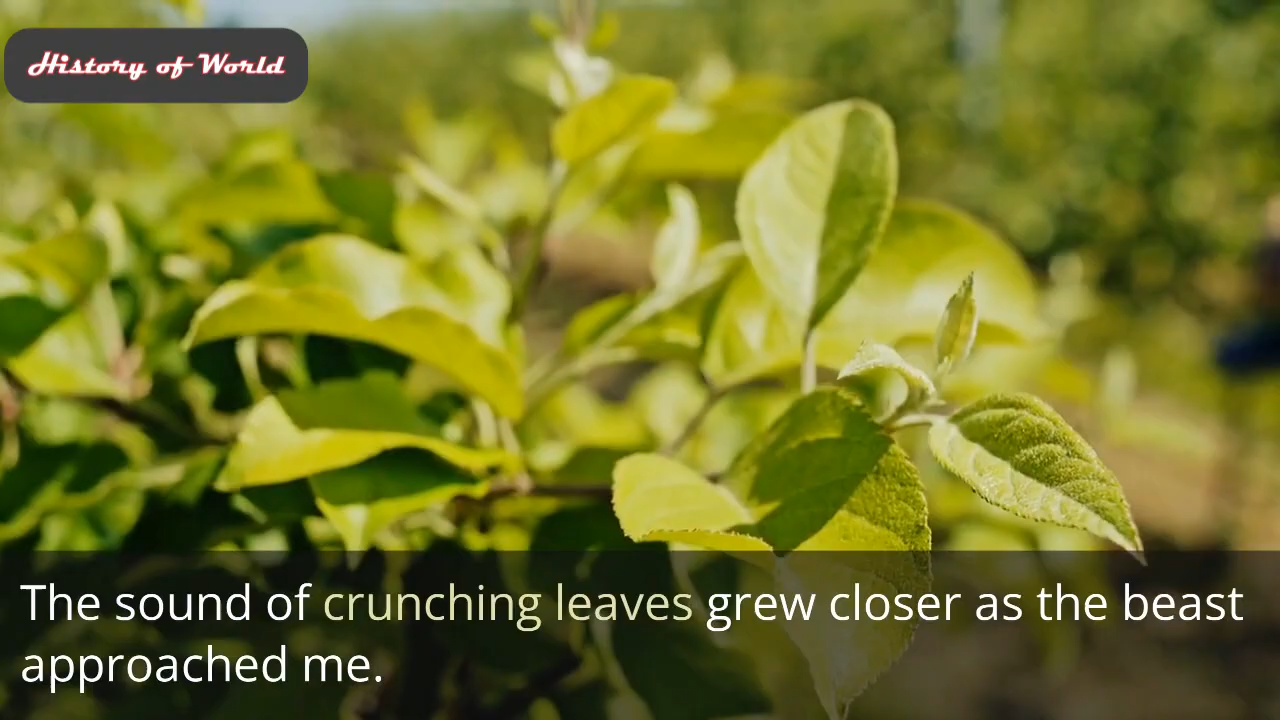 History of World
The sound of crunching leaves grew closer as the beast
approached me.